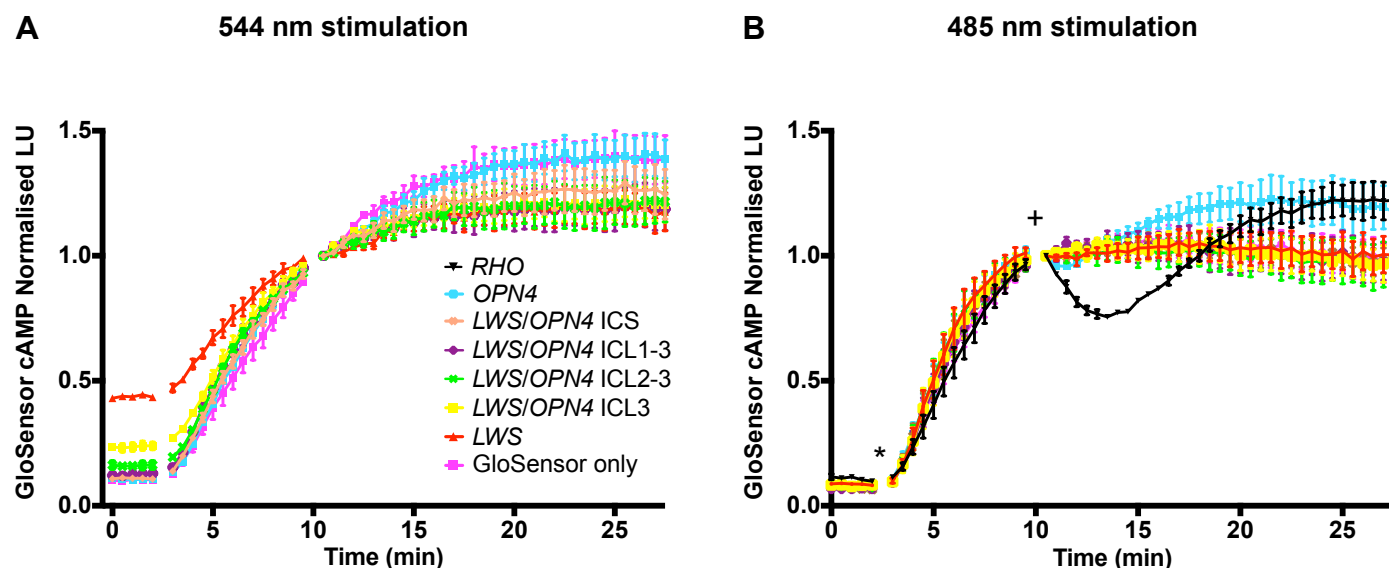 A
544 nm stimulation
GloSensor cAMP Normalised LU
1.5
1.0
0.5
0.0
0
5
10
15
20
25
Time (min)
RHO
OPN4
LWS/OPN4 ICS
LWS/OPN4 ICL1-3
LWS/OPN4 ICL2-3
LWS/OPN4 ICL3
LWS
GloSensor only
B
485 nm stimulation
GloSensor cAMP Normalised LU
1.5
1.0
0.5
0.0
*
+
0
5
10
15
20
25
Time (min)